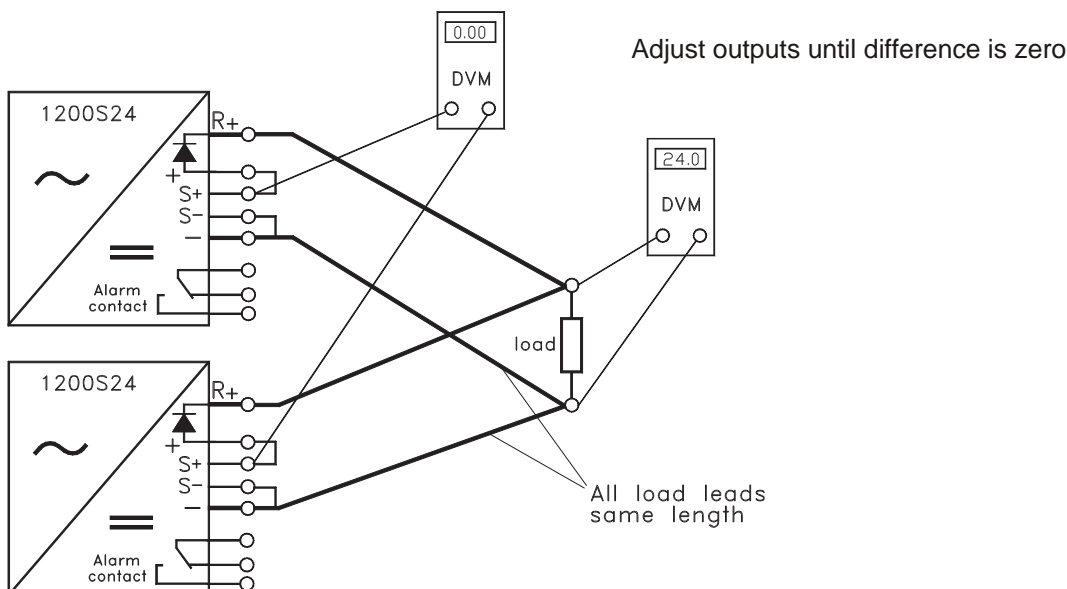 0.00
DVM
Adjust outputs until difference is zero
1200S24
R+
+
S+
S-
-
Alarm
contact
24.0
DVM
load
1200S24
R+
+
S+
S-
-
Alarm
contact
All load leads
same length